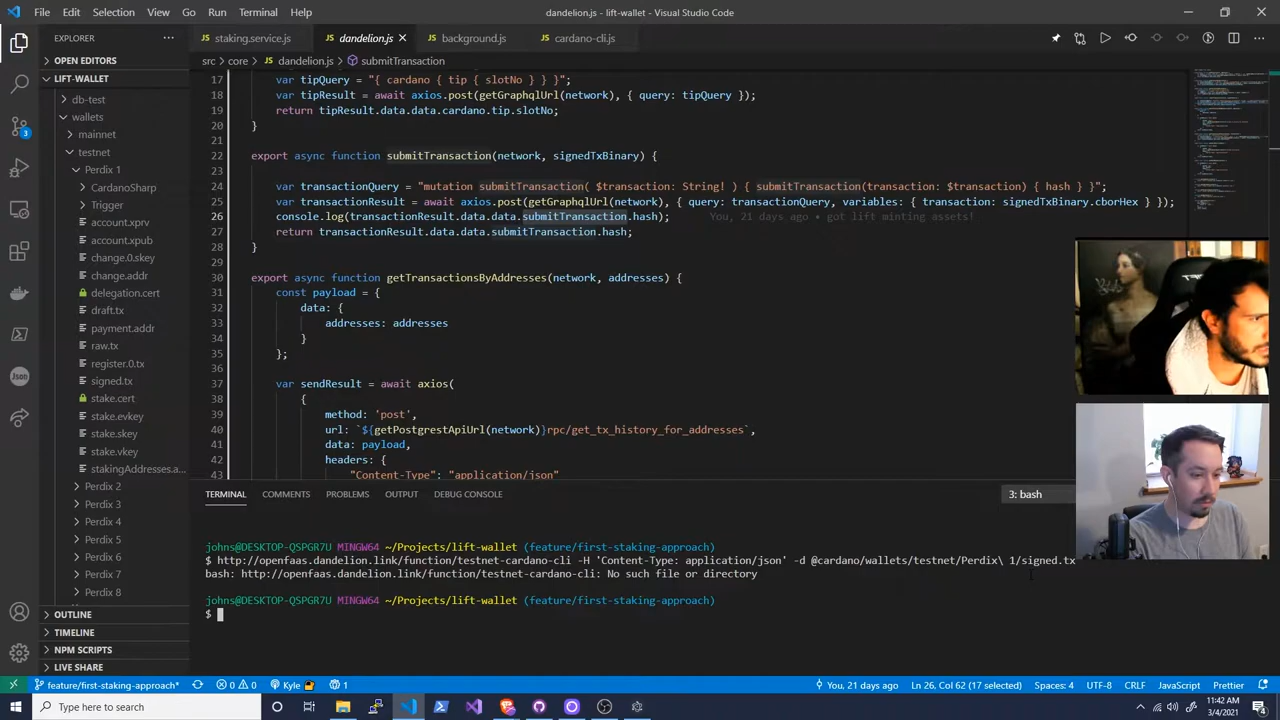 File Edit Selection View Go Run Terminal Help
dandelion.js - lift-wallet - Visual Studio Code
EXPLORER
OPEN EDITORS
LIFT-WALLET
db-test
wallets
mainnet
testnet
Perdix 1
CardanoSharp
Trigger
account.xprv
account.xpub
change.0.skey
change.addr
delegation.cert
draft.tx
payment.addr
raw.tx
register.0.tx
signed.tx
stake.cert
stake.evkey
stake.skey
stake.vkey
stakingAddresses.a...
Perdix 2
Perdix 3
Perdix 4
Perdix 5
Perdix 6
Perdix 7
Perdix 8
OUTLINE
TIMELINE
NPM SCRIPTS
LIVE SHARE
staking.service.js dandelion.js background.js cardano-cli.js
src > core > dandelion.js > submitTransaction
17 var tipQuery = "{ cardano { tip { slotNo } } }";
18 var tipResult = await axios.post(getGraphqlUrl(network), { query: tipQuery });
19 return tipResult.data.data.cardano.tip.slotNo;
20 }
21
22 export async function submitTransaction(network, signedTxBinary) {
23
24 var transactionQuery = "mutation submitTransaction( $transaction: String! ) { submitTransaction(transaction: $transaction) { hash } }";
25 var transactionResult = await axios.post(getGraphqlUrl(network), { query: transactionQuery, variables: { transaction: signedTxBinary.cborHex } });
26 console.log(transactionResult.data.data.submitTransaction.hash); You, 21 days ago • got lift minting assets!
27 return transactionResult.data.data.submitTransaction.hash;
28 }
29
30 export async function getTransactionsByAddresses(network, addresses) {
31 const payload = {
32 data: {
33 addresses: addresses
34 }
35 };
36
37 var sendResult = await axios(
38 {
39 method: 'post',
40 url: `${getPostgrestApiUrl(network)}rpc/get_tx_history_for_addresses`,
41 data: payload,
42 headers: {
43 "Content-Type": "application/json"
TERMINAL COMMENTS PROBLEMS OUTPUT DEBUG CONSOLE
3: bash
johns@DESKTOP-QSPGR7U MINGW64 ~/Projects/lift-wallet (feature/first-staking-approach)
$ http://openfaas.dandelion.link/function/testnet-cardano-cli -H 'Content-Type: application/json' -d @cardano/wallets/testnet/Perdix\ 1/signed.tx
bash: http://openfaas.dandelion.link/function/testnet-cardano-cli: No such file or directory
johns@DESKTOP-QSPGR7U MINGW64 ~/Projects/lift-wallet (feature/first-staking-approach)
$
feature/first-staking-approach* 0 0 Kyle 1
You, 21 days ago Ln 26, Col 62 (17 selected) Spaces: 4 UTF-8 CRLF JavaScript Prettier
Type here to search
11:42 AM
3/4/2021